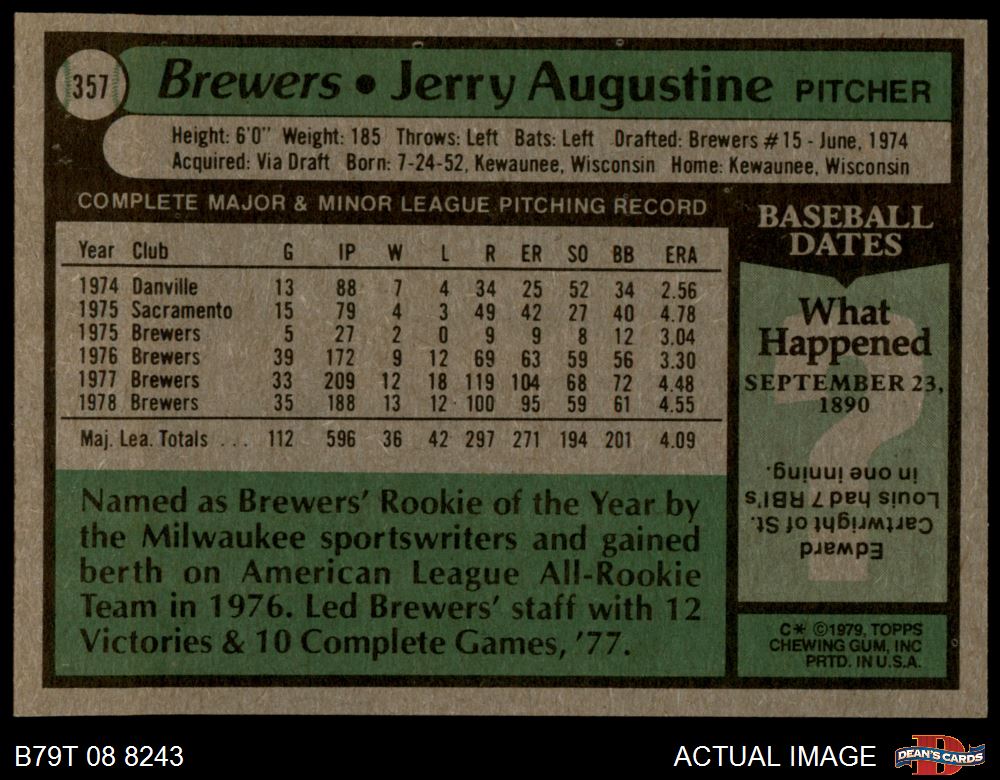 357 Brewers • Jerry Augustine PITCHER
Height: 6'0" Weight: 185 Throws: Left Bats: Left Drafted: Brewers #15 - June, 1974
Acquired: Via Draft Born: 7-24-52, Kewaunee, Wisconsin Home: Kewaunee, Wisconsin
COMPLETE MAJOR & MINOR LEAGUE PITCHING RECORD
Year Club G IP W L R ER SO BB ERA
1974 Danville 13 88 7 4 34 25 52 34 2.56
1975 Sacramento 15 79 4 3 49 42 27 40 4.78
1975 Brewers 5 27 2 0 9 9 8 12 3.04
1976 Brewers 39 172 9 12 69 63 59 56 3.30
1977 Brewers 33 209 12 18 119 104 68 72 4.48
1978 Brewers 35 188 13 12 100 95 59 61 4.55
Maj. Lea. Totals ... 112 596 36 42 297 271 194 201 4.09
Named as Brewers' Rookie of the Year by
the Milwaukee sportswriters and gained
berth on American League All-Rookie
Team in 1976. Led Brewers' staff with 12
Victories & 10 Complete Games, '77.
BASEBALL
DATES
What
Happened
SEPTEMBER 23,
1890
?
Edward
Cartwright of St.
Louis had 7 RBI's
in one inning.
C* ©1979, TOPPS
CHEWING GUM, INC
PRTD. IN U.S.A.
B79T 08 8243
ACTUAL IMAGE
D
DEAN'S CARDS